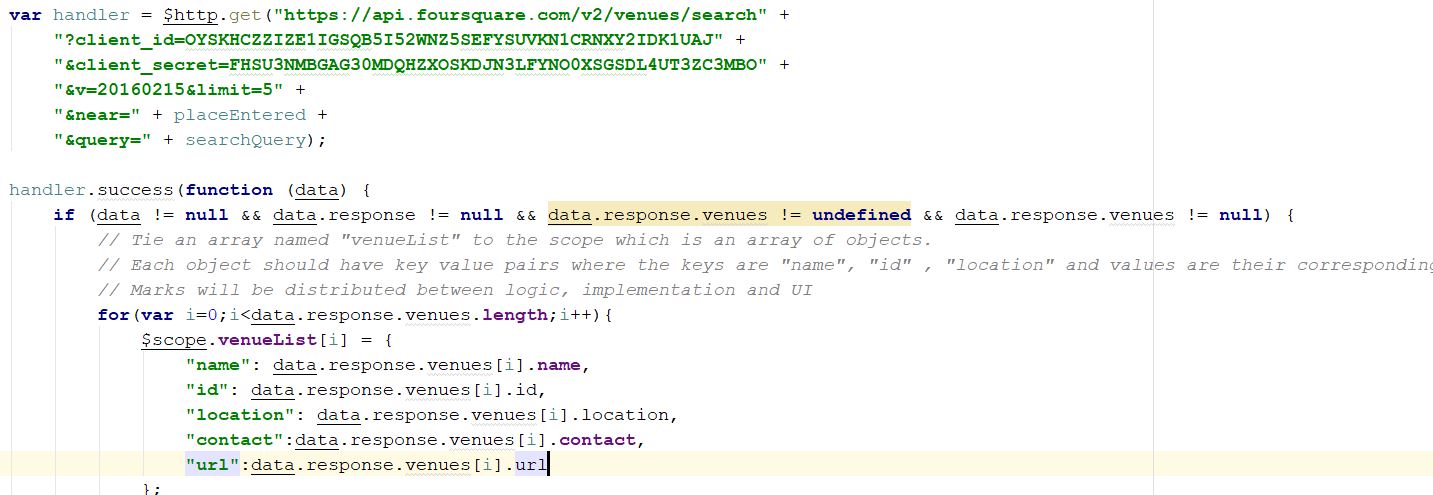 var handler = $http.get("https://api.foursquare.com/v2/venues/search" +
"?client_id=OYSKHCZZIZE1IGSQB5I52WNZ5SEFYSUVKN1CRNXY2IDK1UAJ" +
"&client_secret=FHSU3NMBGAG30MDQHZXOSKDJN3LFYNO0XSGSDL4UT3ZC3MBO" +
"&v=20160215&limit=5" +
"&near=" + placeEntered +
"&query=" + searchQuery);
handler.success(function (data) {
if (data != null && data.response != null && data.response.venues != undefined && data.response.venues != null) {
// Tie an array named "venueList" to the scope which is an array of objects.
// Each object should have key value pairs where the keys are "name", "id" , "location" and values are their corresponding
// Marks will be distributed between logic, implementation and UI
for(var i=0;i<data.response.venues.length;i++){
$scope.venueList[i] = {
"name": data.response.venues[i].name,
"id": data.response.venues[i].id,
"location": data.response.venues[i].location,
"contact":data.response.venues[i].contact,
"url":data.response.venues[i].url
};